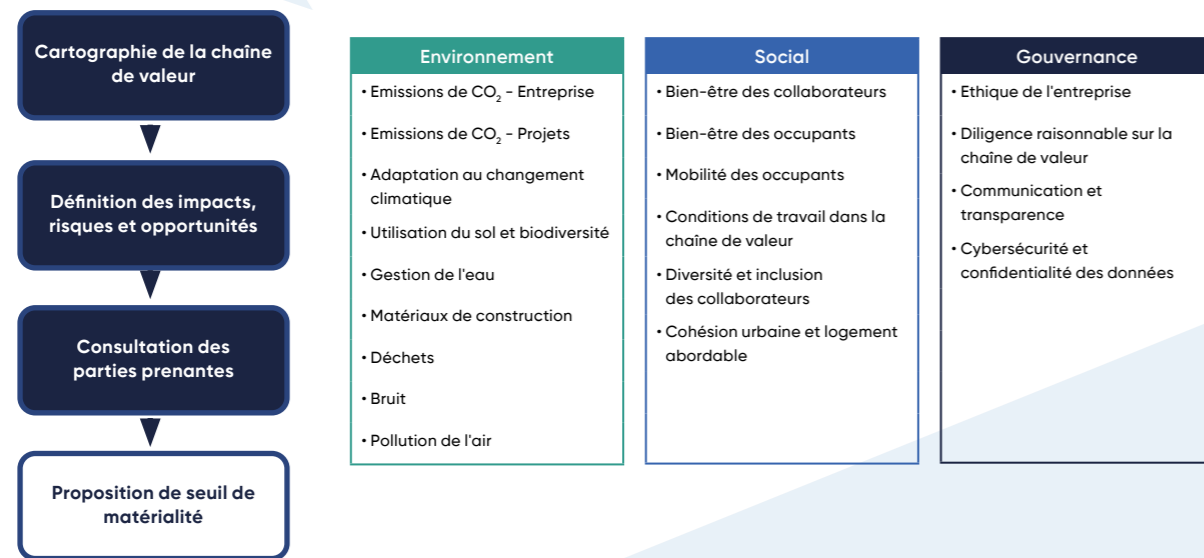 Cartographie de la chaîne
de valeur
Définition des impacts,
risques et opportunités
Consultation des
parties prenantes
Proposition de seuil de
matérialité
Environnement
• Emissions de CO₂ - Entreprise
• Emissions de CO₂ - Projets
• Adaptation au changement
climatique
• Utilisation du sol et biodiversité
• Gestion de l'eau
• Matériaux de construction
• Déchets
• Bruit
• Pollution de l'air
Social
• Bien-être des collaborateurs
• Bien-être des occupants
• Mobilité des occupants
• Conditions de travail dans la
chaîne de valeur
• Diversité et inclusion
des collaborateurs
• Cohésion urbaine et logement
abordable
Gouvernance
• Ethique de l'entreprise
• Diligence raisonnable sur la
chaîne de valeur
• Communication et
transparence
• Cybersécurité et
confidentialité des données